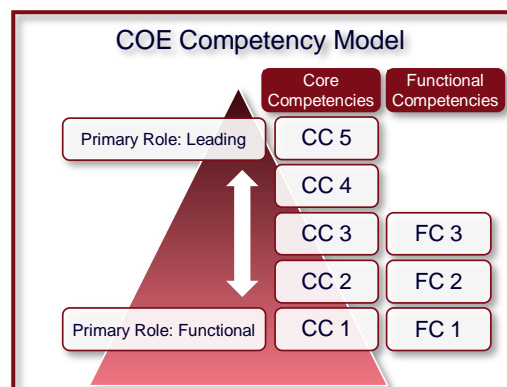 COE Competency Model
Core
Competencies
Functional
Competencies
Primary Role: Leading
CC 5
CC 4
CC 3
FC 3
CC 2
FC 2
Primary Role: Functional
CC 1
FC 1